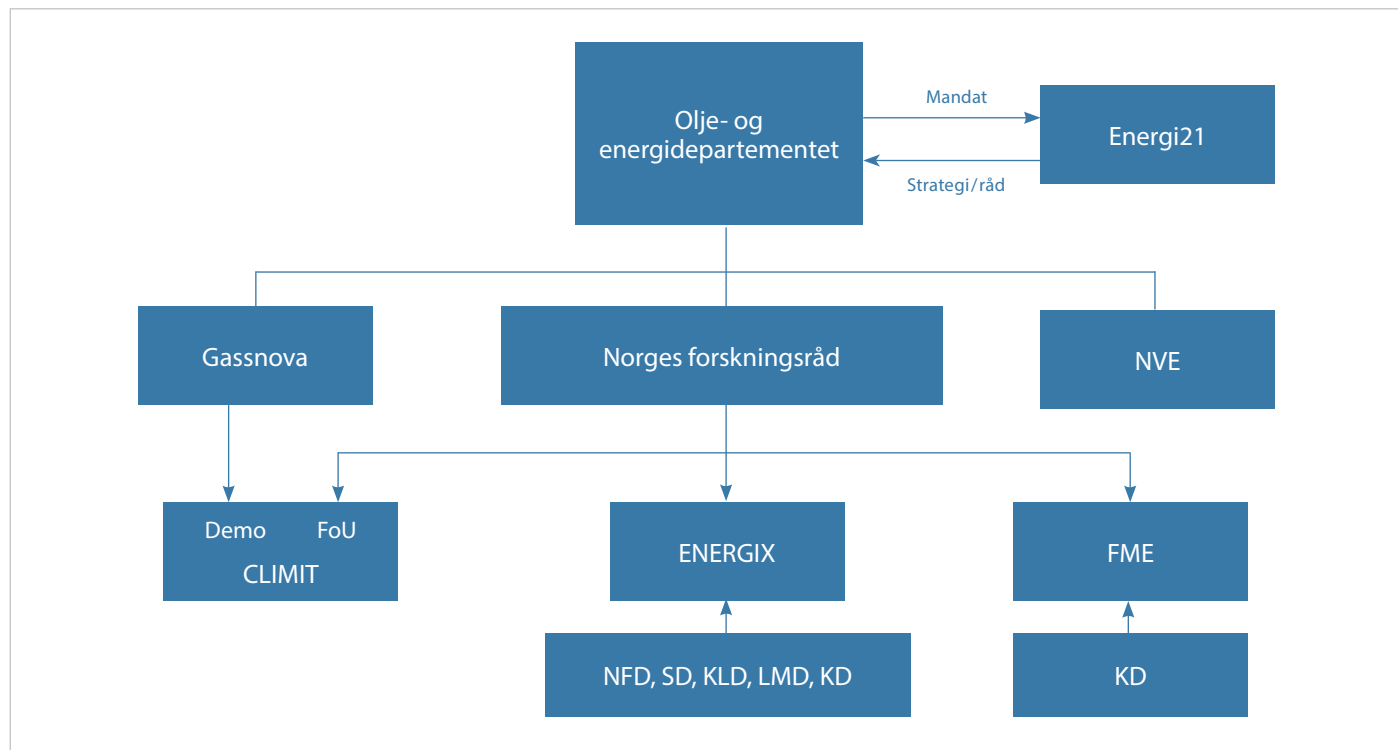 Olje- og
energidepartementet
Mandat
Energi21
Strategi/råd
Gassnova
Norges forskningsråd
NVE
Demo FoU
CLIMIT
ENERGIX
FME
NFD, SD, KLD, LMD, KD
KD